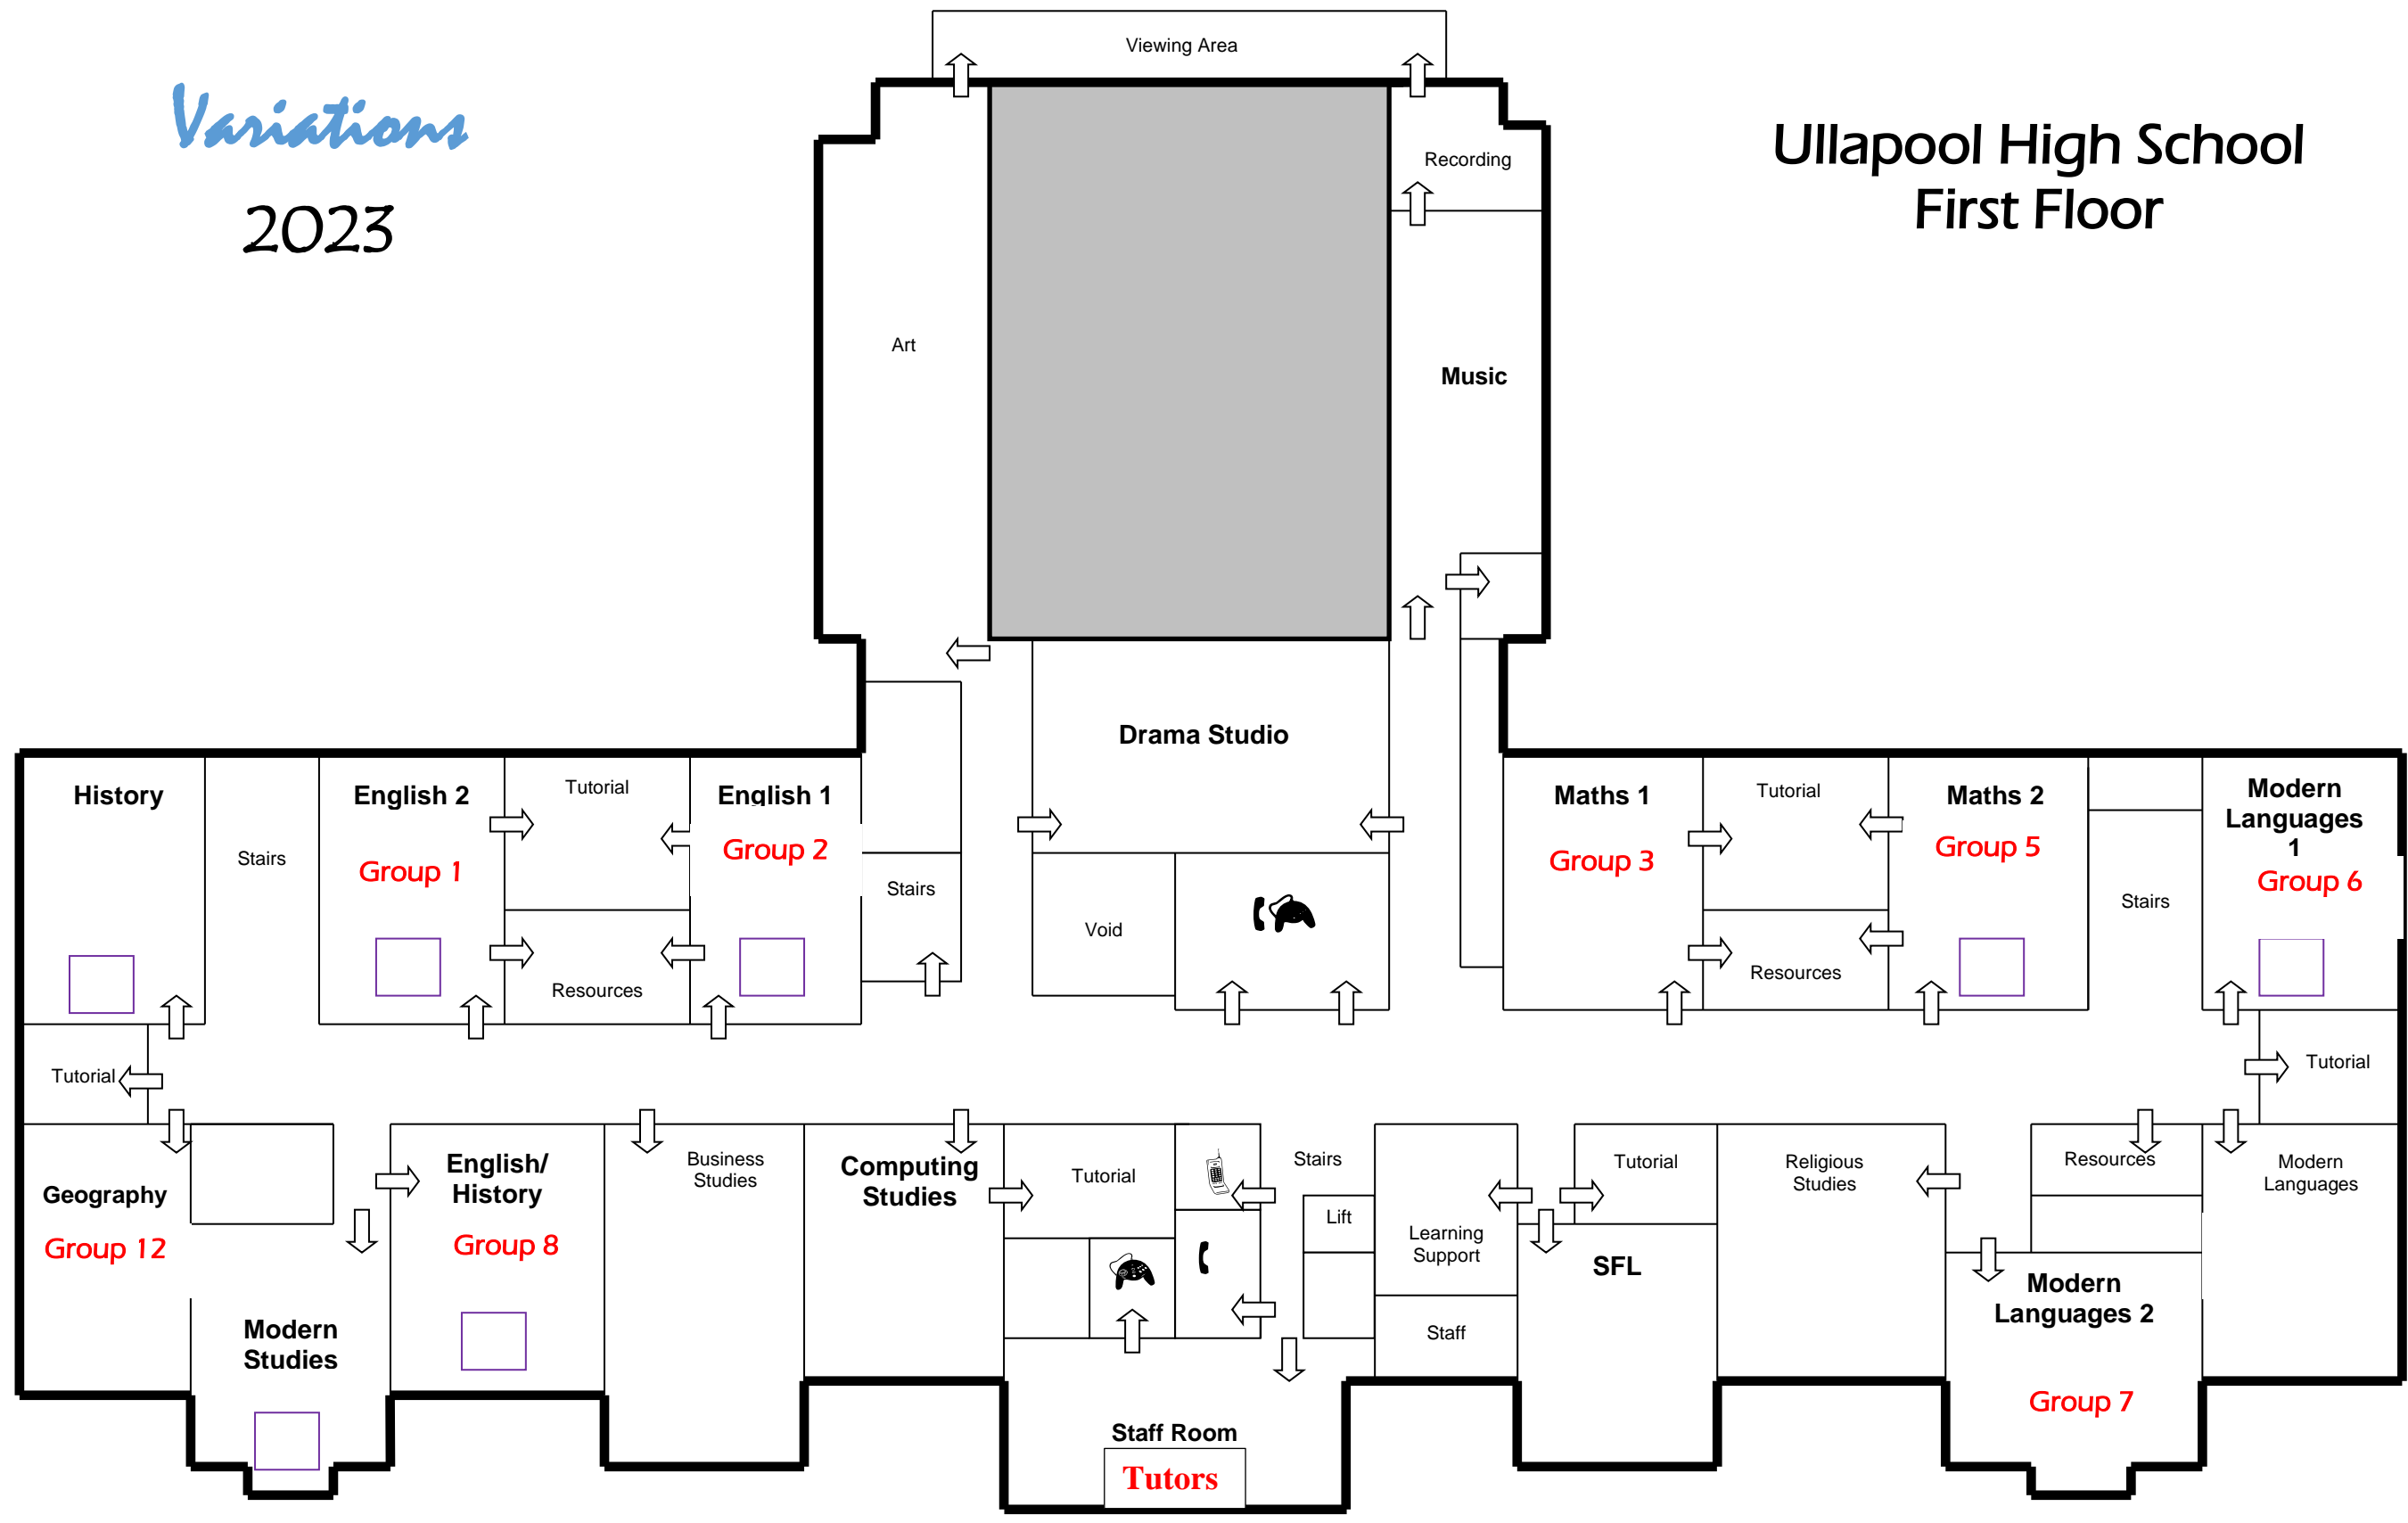 Viewing Area
Variations
2023
Ullapool High School
First Floor
Recording
Art
Music
Drama Studio
History
English 2
Tutorial
English 1
Maths 1
Tutorial
Maths 2
Modern
Languages
1
Stairs
Group 1
Group 2
Stairs
Group 3
Group 5
Group 6
Stairs
Void
Resources
Resources
Tutorial
Tutorial
Geography
Group 12
English/
History
Group 8
Business
Studies
Computing
Studies
Tutorial
Stairs
Lift
Learning
Support
Tutorial
SFL
Religious
Studies
Resources
Modern
Languages
Modern
Studies
Staff
Modern
Languages 2
Group 7
Staff Room
Tutors